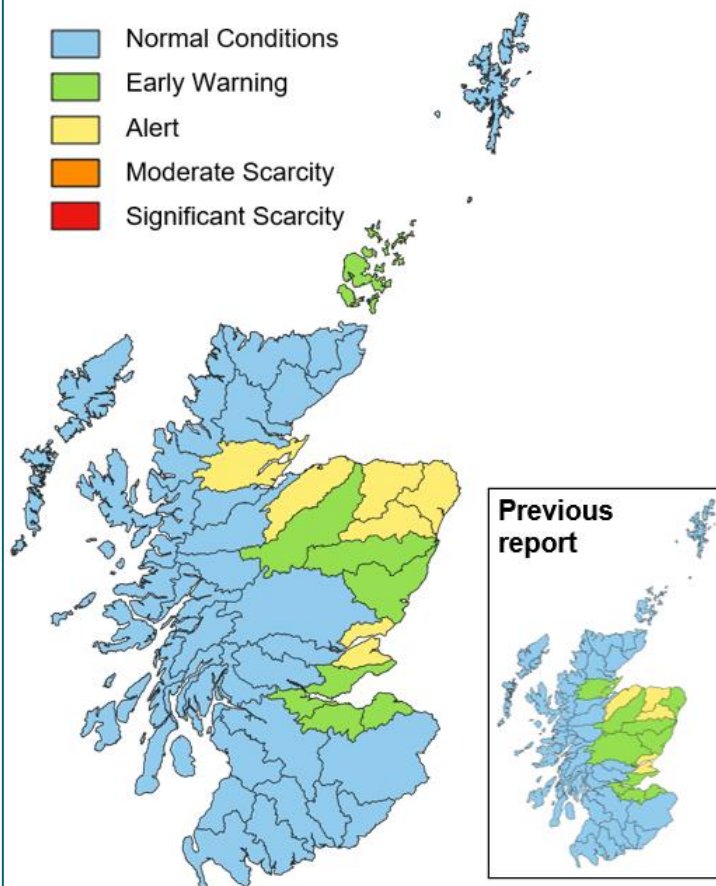 Normal Conditions
Early Warning
Alert
Moderate Scarcity
Significant Scarcity
Previous
report